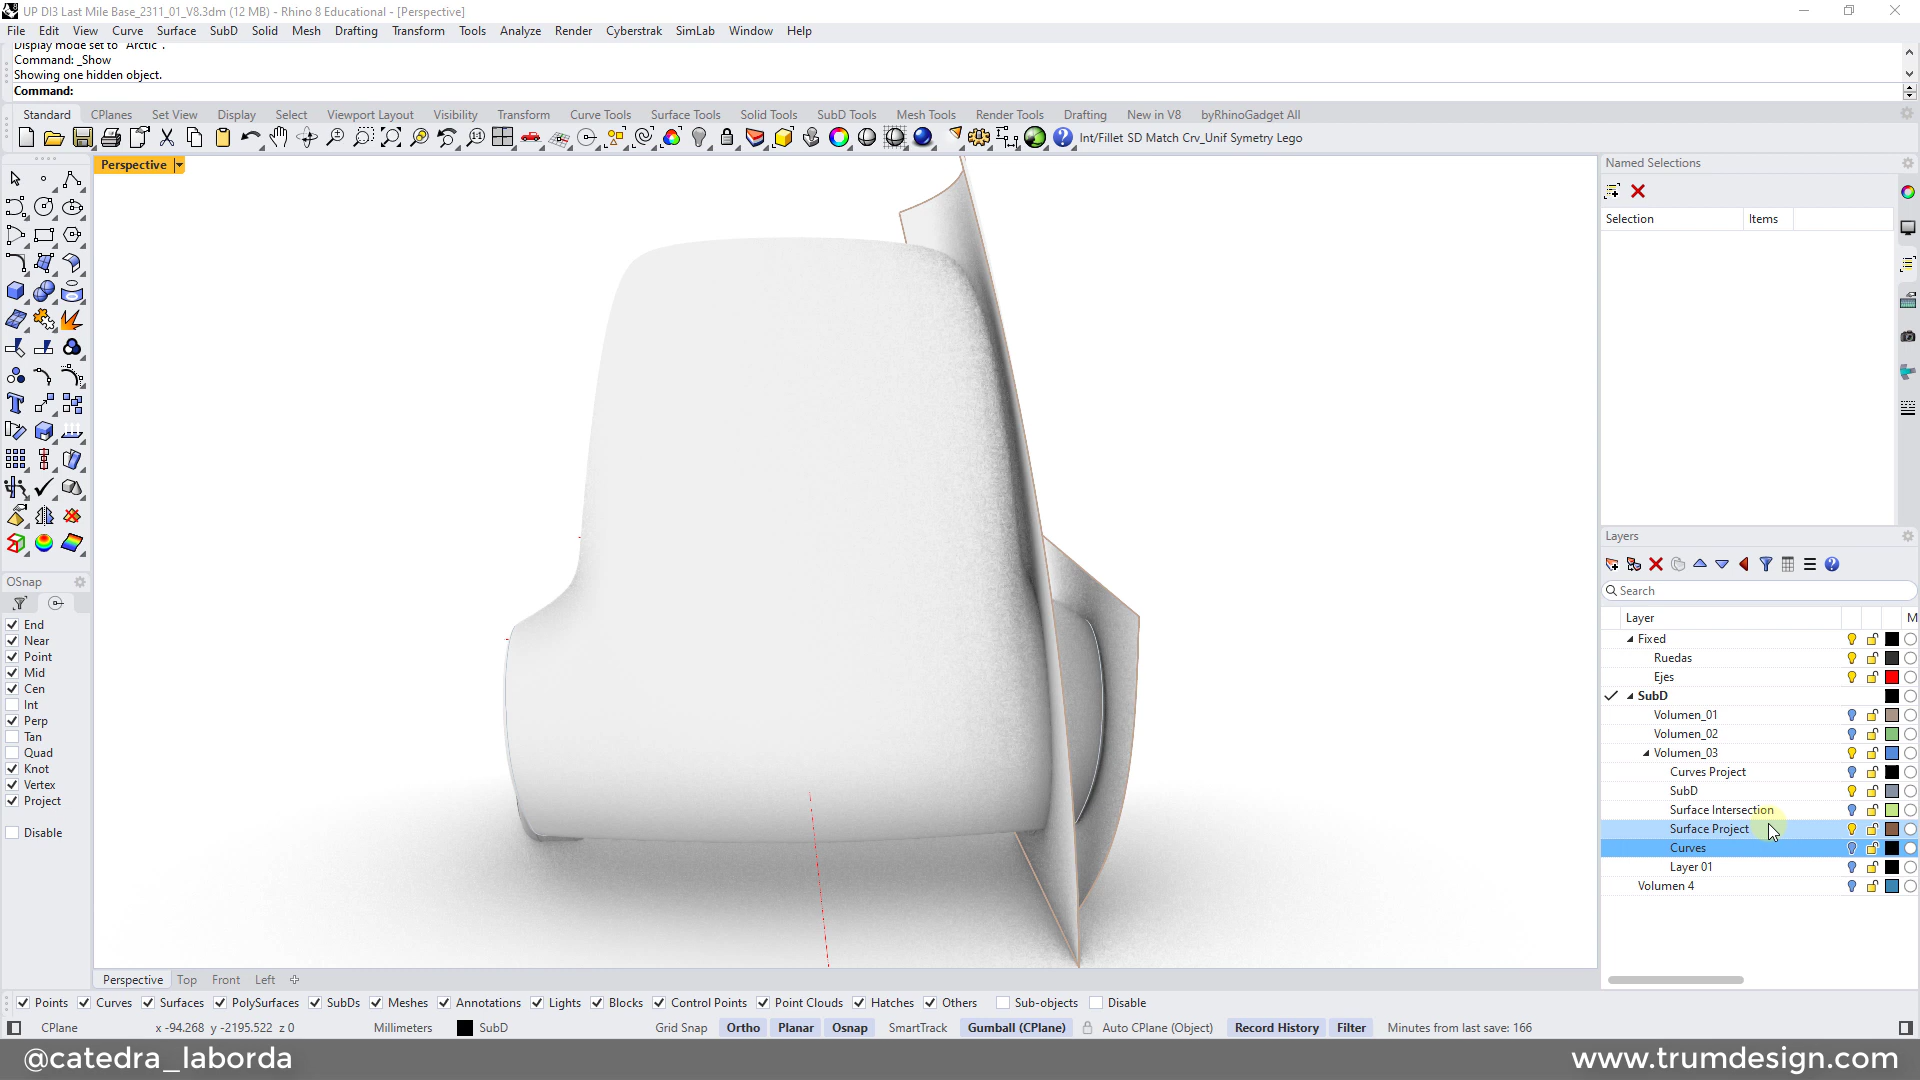 UP DI3 Last Mile Base_2311_01_V8.3dm (12 MB) - Rhino 8 Educational - [Perspective]
File Edit View Curve Surface SubD Solid Mesh Drafting Transform Tools Analyze Render Cyberstrak SimLab Window Help
Display mode set to "Arctic".
Command: _Show
Showing one hidden object.
Command:
Standard CPlanes Set View Display Select Viewport Layout Visibility Transform Curve Tools Surface Tools Solid Tools SubD Tools Mesh Tools Render Tools Drafting New in V8 byRhinoGadget All
Int/Fillet SD Match Crv_Unif Symetry Lego
Perspective
Named Selections
Selection Items
OSnap
End
Near
Point
Mid
Cen
Int
Perp
Tan
Quad
Knot
Vertex
Project
Disable
Layers
Search
Layer M
Fixed
Ruedas
Ejes
SubD
Volumen_01
Volumen_02
Volumen_03
Curves Project
SubD
Surface Intersection
Surface Project
Curves
Layer 01
Volumen 4
Perspective Top Front Left
Points Curves Surfaces PolySurfaces SubDs Meshes Annotations Lights Blocks Control Points Point Clouds Hatches Others Sub-objects Disable
CPlane x -94.268 y -2195.522 z 0 Millimeters SubD Grid Snap Ortho Planar Osnap SmartTrack Gumball (CPlane) Auto CPlane (Object) Record History Filter Minutes from last save: 166
@catedra_laborda
www.trumdesign.com